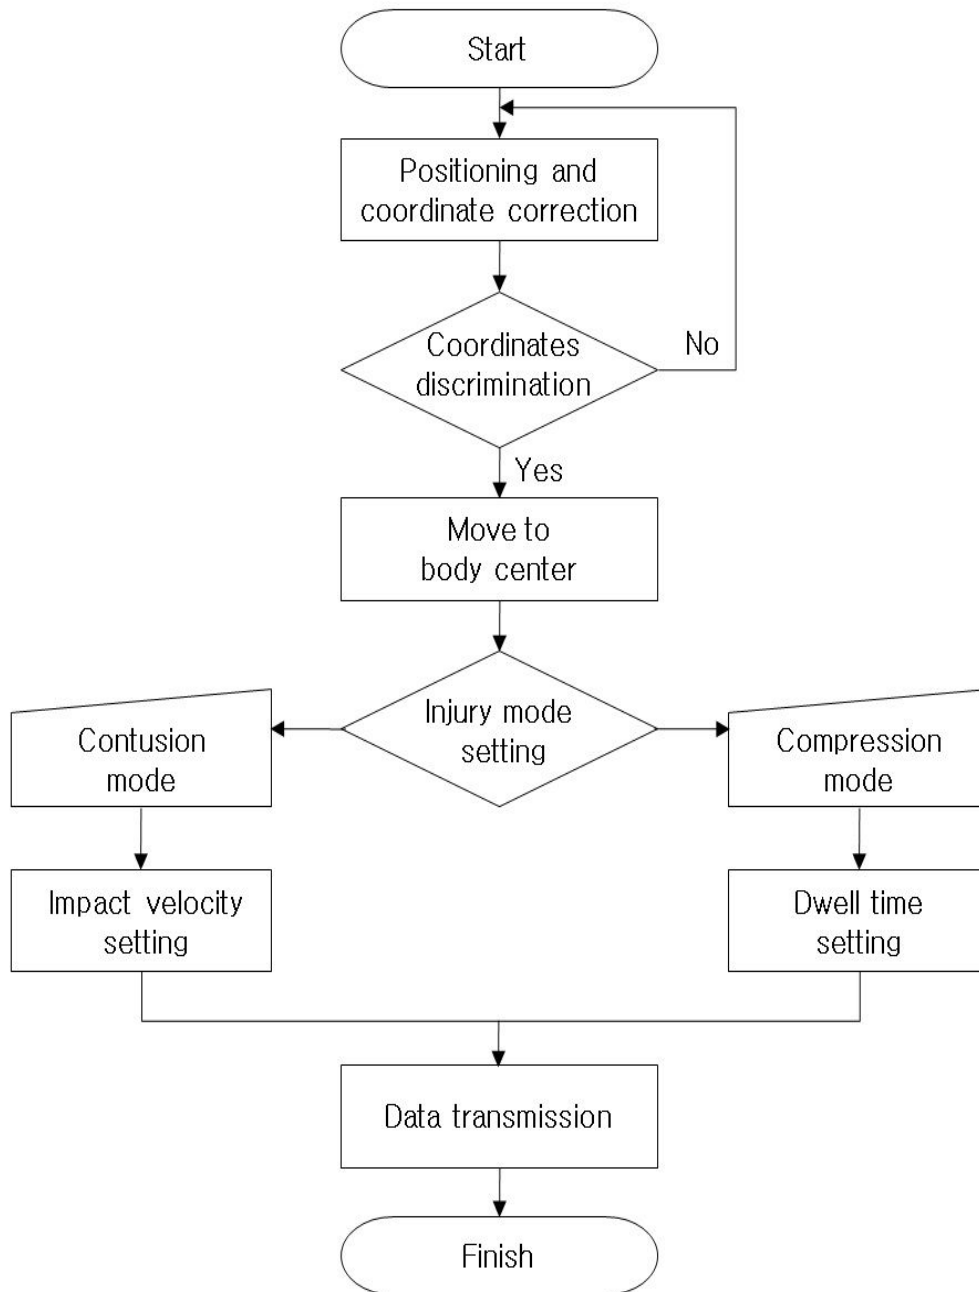 Start
Positioning and
coordinate correction
Coordinates
discrimination
No
Yes
Move to
body center
Injury mode
setting
Contusion
mode
Compression
mode
Impact velocity
setting
Dwell time
setting
Data transmission
Finish